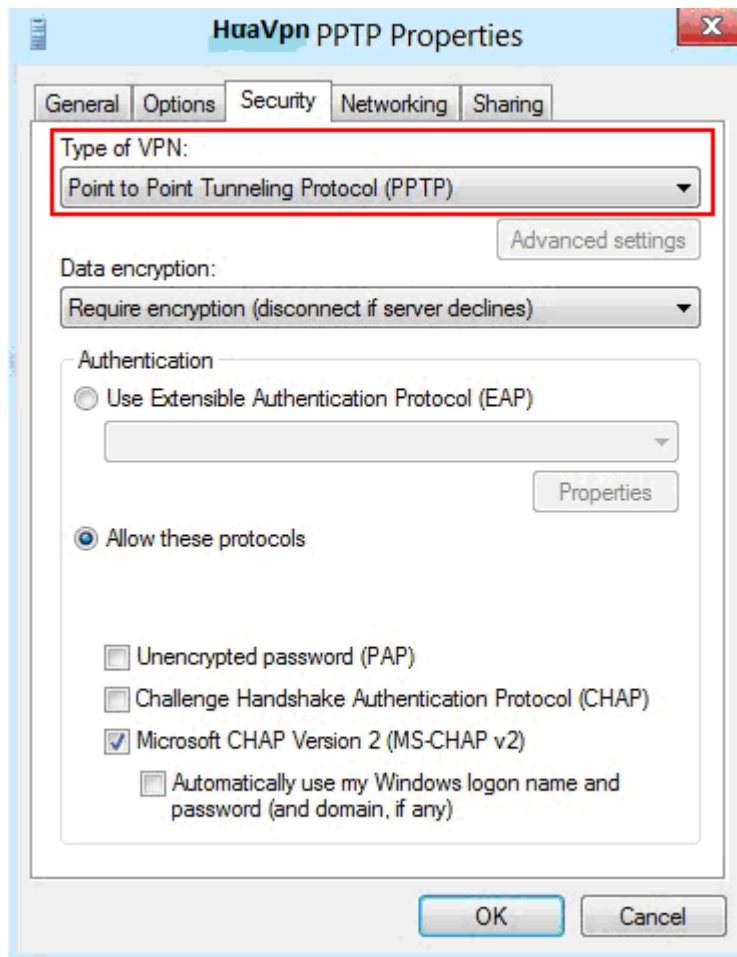 HuaVpn PPTP Properties
General Options Security Networking Sharing
Type of VPN:
Point to Point Tunneling Protocol (PPTP)
Advanced settings
Data encryption:
Require encryption (disconnect if server declines)
Authentication
Use Extensible Authentication Protocol (EAP)
Properties
Allow these protocols
Unencrypted password (PAP)
Challenge Handshake Authentication Protocol (CHAP)
Microsoft CHAP Version 2 (MS-CHAP v2)
Automatically use my Windows logon name and
password (and domain, if any)
OK Cancel